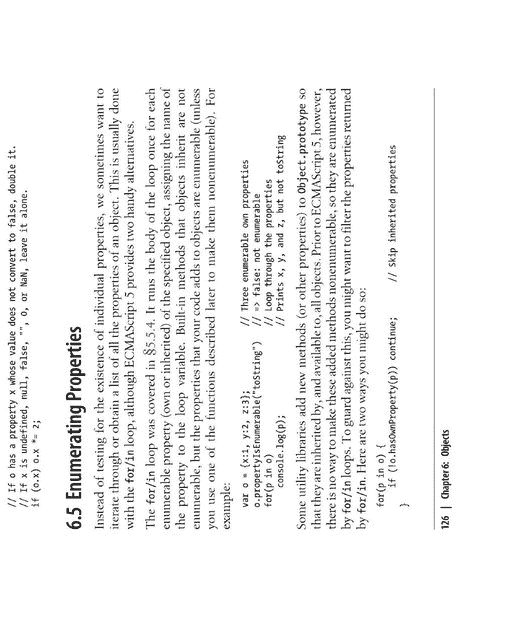 // If o has a property x whose value does not convert to false, double it.
// If x is undefined, null, false, "", 0, or NaN, leave it alone.
if (o.x) o.x *= 2;
6.5 Enumerating Properties
Instead of testing for the existence of individual properties, we sometimes want to
iterate through or obtain a list of all the properties of an object. This is usually done
with the for/in loop, although ECMAScript 5 provides two handy alternatives.
The for/in loop was covered in §5.5.4. It runs the body of the loop once for each
enumerable property (own or inherited) of the specified object, assigning the name of
the property to the loop variable. Built-in methods that objects inherit are not
enumerable, but the properties that your code adds to objects are enumerable (unless
you use one of the functions described later to make them nonenumerable). For
example:
var o = {x:1, y:2, z:3}; // Three enumerable own properties
o.propertyIsEnumerable("toString") // => false: not enumerable
for(p in o) // Loop through the properties
console.log(p); // Prints x, y, and z, but not toString
Some utility libraries add new methods (or other properties) to Object.prototype so
that they are inherited by, and available to, all objects. Prior to ECMAScript 5, however,
there is no way to make these added methods nonenumerable, so they are enumerated
by for/in loops. To guard against this, you might want to filter the properties returned
by for/in. Here are two ways you might do so:
for(p in o) {
if (!o.hasOwnProperty(p)) continue; // Skip inherited properties
}
126 | Chapter 6: Objects